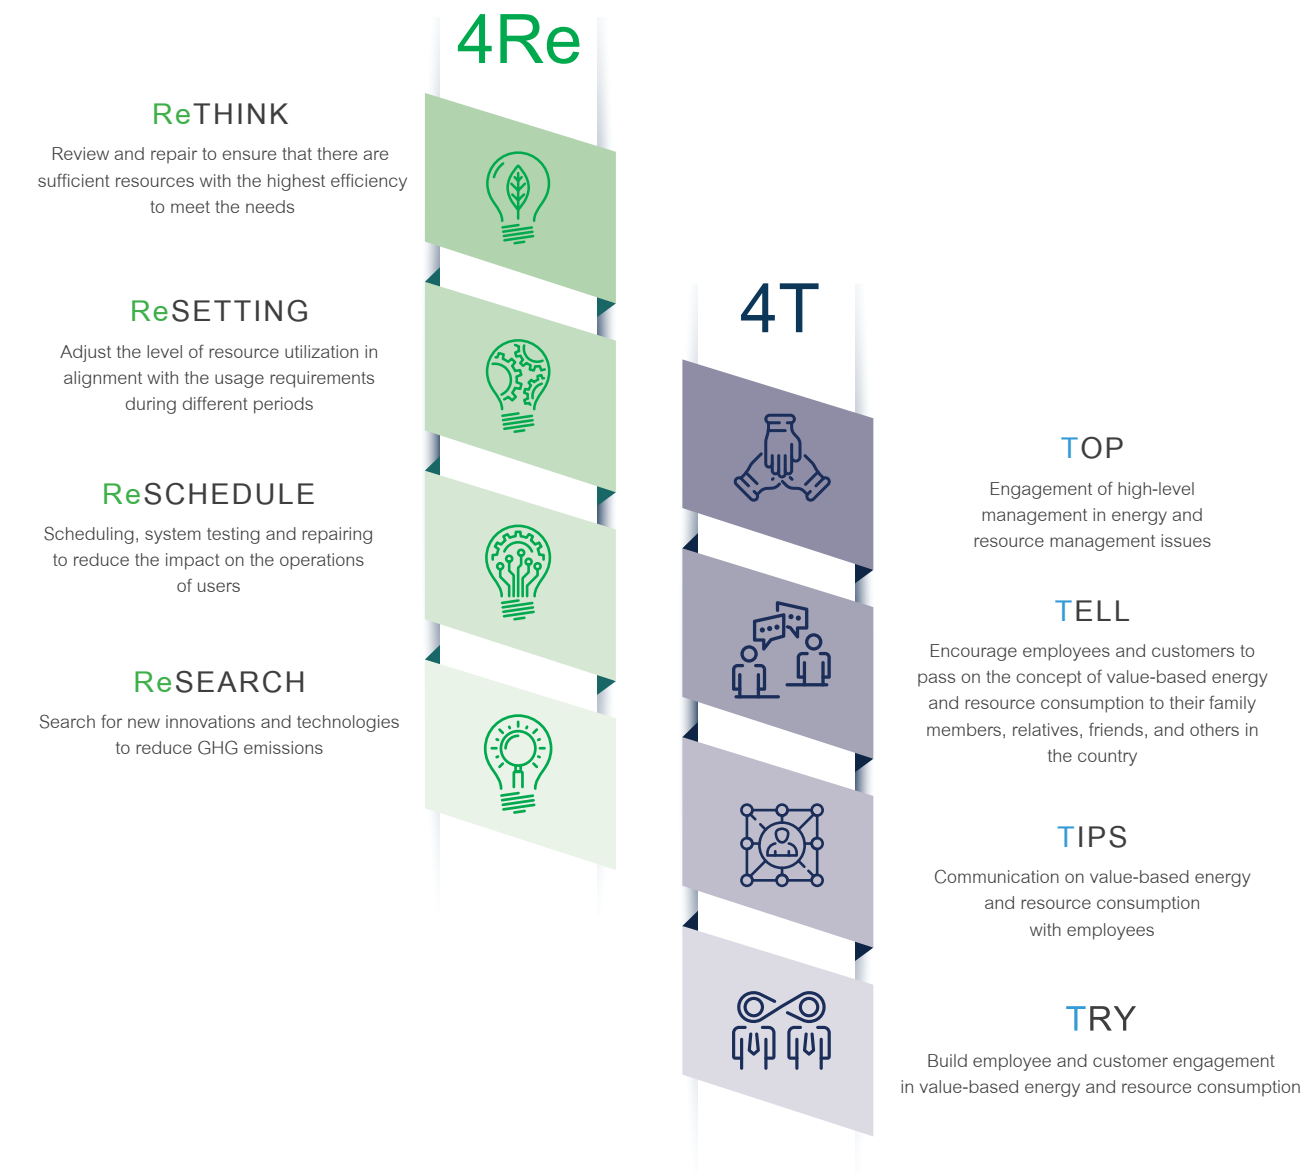 4Re
ReTHINK
Review and repair to ensure that there are
sufficient resources with the highest efficiency
to meet the needs
ReSETTING
Adjust the level of resource utilization in
alignment with the usage requirements
during different periods
ReSCHEDULE
Scheduling, system testing and repairing
to reduce the impact on the operations
of users
ReSEARCH
Search for new innovations and technologies
to reduce GHG emissions
4T
TOP
Engagement of high-level
management in energy and
resource management issues
TELL
Encourage employees and customers to
pass on the concept of value-based energy
and resource consumption to their family
members, relatives, friends, and others in
the country
TIPS
Communication on value-based energy
and resource consumption
with employees
TRY
Build employee and customer engagement
in value-based energy and resource consumption